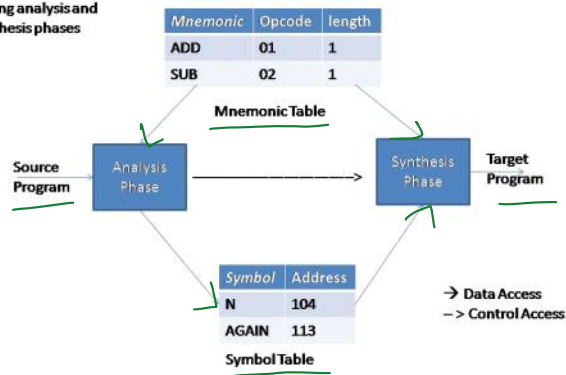 ng analysis and
hesis phases
Mnemonic Opcode length
ADD 01 1
SUB 02 1
Mnemonic Table
Source
Program
Analysis
Phase
Synthesis
Phase
Target
Program
Symbol Address
N 104
AGAIN 113
Symbol Table
→ Data Access
– > Control Access